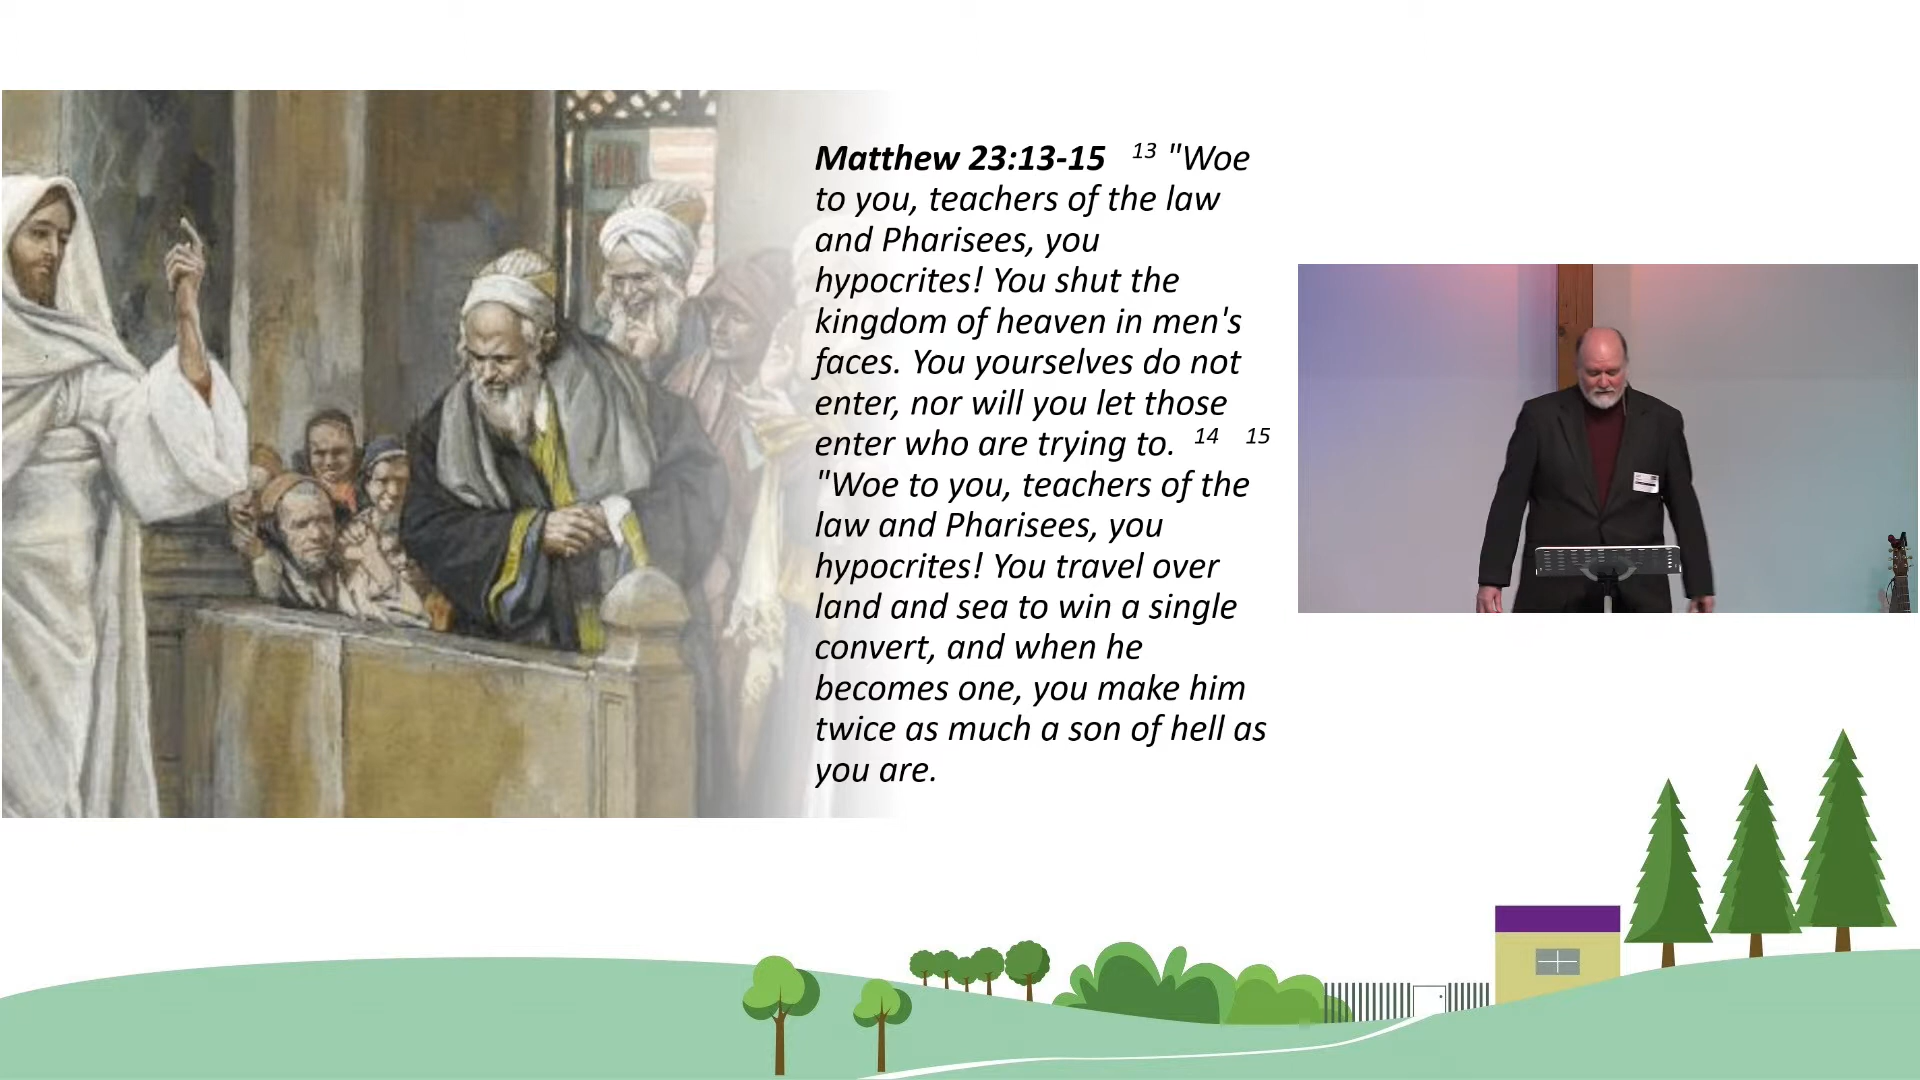 Matthew 23:13-15 13 "Woe
to you, teachers of the law
and Pharisees, you
hypocrites! You shut the
kingdom of heaven in men's
faces. You yourselves do not
enter, nor will you let those
enter who are trying to. 14 15
"Woe to you, teachers of the
law and Pharisees, you
hypocrites! You travel over
land and sea to win a single
convert, and when he
becomes one, you make him
twice as much a son of hell as
you are.